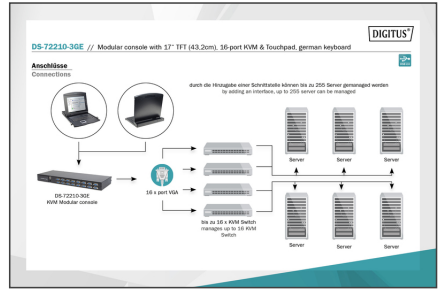 DIGITUS®
DS-72210-3GE // Modular console with 17" TFT (43,2cm), 16-port KVM & Touchpad, german keyboard
Anschlüsse
Connections
durch die Hinzugabe einer Schnittstelle können bis zu 255 Server gemanaged werden
by adding an interface, up to 255 server can be managed
Server
Server
Server
DS-72210-3GE
KVM Modular console
16 x port VGA
bis zu 16 x KVM Switch
manages up to 16 KVM
Switch
Server
Server
Server